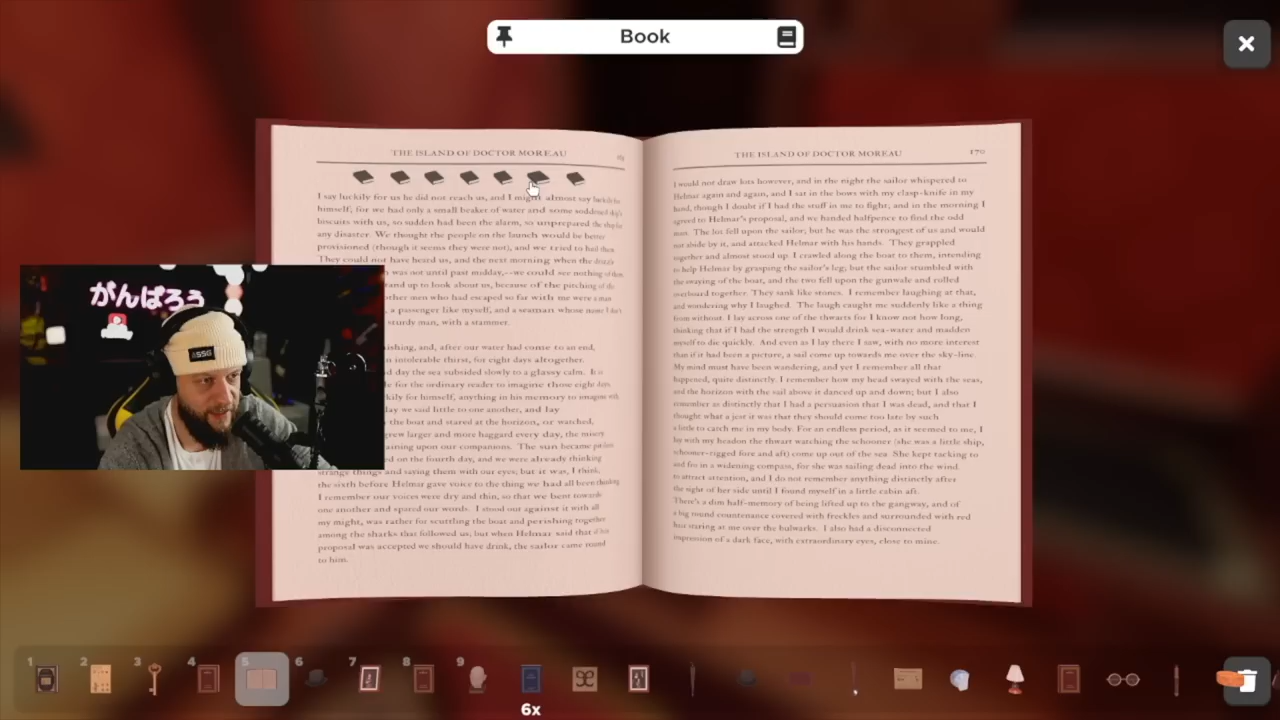 Book
THE ISLAND OF DOCTOR MOREAU
THE ISLAND OF DOCTOR MOREAU 170
I say luckily for us he did not reach us, and I might almost say luckily for
himself; for we had only a small beaker of water and some soddened ship's
biscuits with us, so sudden had been the alarm, so unprepared the ship for
any disaster. We thought the people on the launch would be better
provisioned (though it seems they were not), and we tried to hail them.
They could not have heard us, and the next morning when the drizzle
was not until past midday,--we could see nothing of them.
stand up to look about us, because of the pitching of the
other men who had escaped so far with me were a man
, a passenger like myself, and a seaman whose name I don't
sturdy man, with a stammer.
ishing, and, after our water had come to an end,
n intolerable thirst, for eight days altogether.
d day the sea subsided slowly to a glassy calm. It is
le for the ordinary reader to imagine those eight days.
kily for himself, anything in his memory to imagine with
day we said little to one another, and lay
the boat and stared at the horizon, or watched,
grew larger and more haggard every day, the misery
aining upon our companions. The sun became pitiless
ed on the fourth day, and we were already thinking
strange things and saying them with our eyes; but it was, I think,
the sixth before Helmar gave voice to the thing we had all been thinking
I remember our voices were dry and thin, so that we bent towards
one another and spared our words. I stood out against it with all
my might, was rather for scuttling the boat and perishing together
among the sharks that followed us; but when Helmar said that if his
proposal was accepted we should have drink, the sailor came round
to him.
I would not draw lots however, and in the night the sailor whispered to
Helmar again and again, and I sat in the bows with my clasp-knife in my
hand, though I doubt if I had the stuff in me to fight; and in the morning I
agreed to Helmar's proposal, and we handed halfpence to find the odd
man. The lot fell upon the sailor; but he was the strongest of us and would
not abide by it, and attacked Helmar with his hands. They grappled
together and almost stood up. I crawled along the boat to them, intending
to help Helmar by grasping the sailor's leg; but the sailor stumbled with
the swaying of the boat, and the two fell upon the gunwale and rolled
overboard together. They sank like stones. I remember laughing at that,
and wondering why I laughed. The laugh caught me suddenly like a thing
from without. I lay across one of the thwarts for I know not how long,
thinking that if I had the strength I would drink sea-water and madden
myself to die quickly. And even as I lay there I saw, with no more interest
than if it had been a picture, a sail come up towards me over the sky-line.
My mind must have been wandering, and yet I remember all that
happened, quite distinctly. I remember how my head swayed with the seas,
and the horizon with the sail above it danced up and down; but I also
remember as distinctly that I had a persuasion that I was dead, and that I
thought what a jest it was that they should come too late by such
a little to catch me in my body. For an endless period, as it seemed to me, I
lay with my headon the thwart watching the schooner (she was a little ship,
schooner-rigged fore and aft) come up out of the sea. She kept tacking to
and fro in a widening compass, for she was sailing dead into the wind.
to attract attention, and I do not remember anything distinctly after
the sight of her side until I found myself in a little cabin aft.
There's a dim half-memory of being lifted up to the gangway, and of
a big round countenance covered with freckles and surrounded with red
hair staring at me over the bulwarks. I also had a disconnected
impression of a dark face, with extraordinary eyes, close to mine.
がんばろう
ASSG
1 2 3 4 5 6 7 8 9
6x